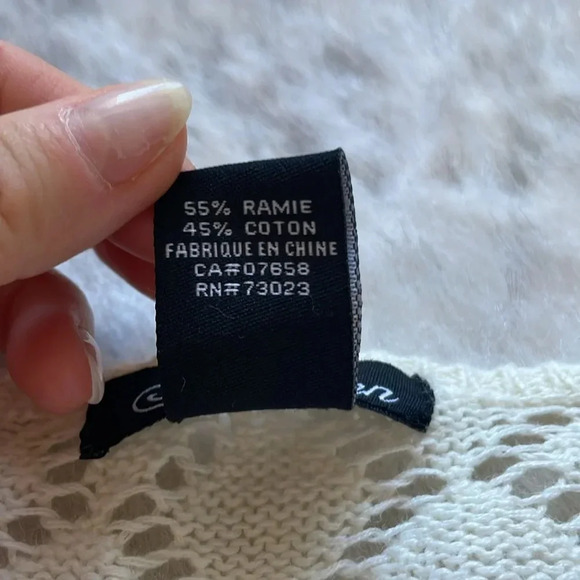 55% RAMIE
45% COTON
FABRIQUE EN CHINE
CA#07658
RN#73023